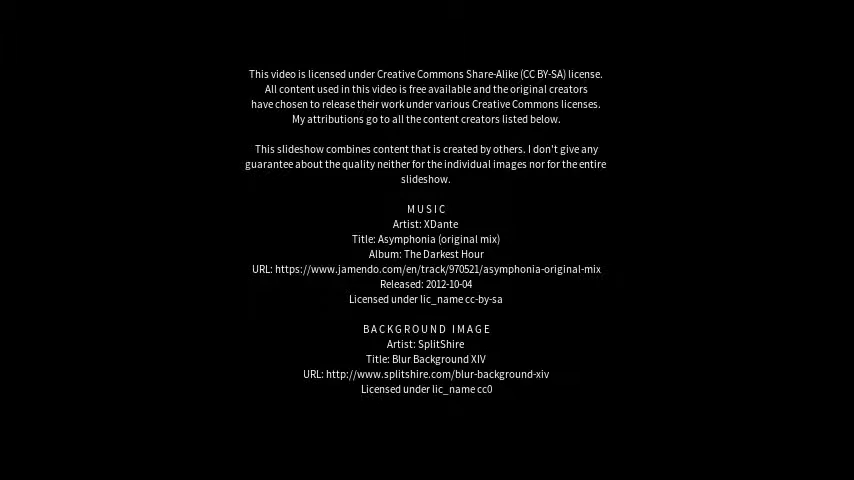 This video is licensed under Creative Commons Share-Alike (CC BY-SA) license.
All content used in this video is free available and the original creators
have chosen to release their work under various Creative Commons licenses.
My attributions go to all the content creators listed below.
This slideshow combines content that is created by others. I don't give any
guarantee about the quality neither for the individual images nor for the entire
slideshow.
MUSIC
Artist: XDante
Title: Asymphonia (original mix)
Album: The Darkest Hour
URL: https://www.jamendo.com/en/track/970521/asymphonia-original-mix
Released: 2012-10-04
Licensed under lic_name cc-by-sa
BACKGROUND IMAGE
Artist: SplitShire
Title: Blur Background XIV
URL: http://www.splitshire.com/blur-background-xiv
Licensed under lic_name cc0